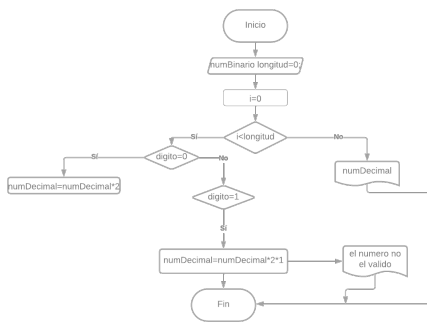 Inicio
numBinario longitud=0;
i=0
Sí
i<longitud
No
Sí
digito=0
No
numDecimal
numDecimal=numDecimal*2
digito=1
Sí
numDecimal=numDecimal*2*1
el numero no
el valido
Fin